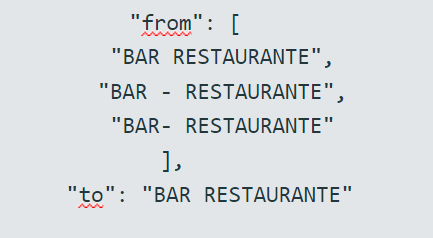 "from": [
"BAR RESTAURANTE",
"BAR - RESTAURANTE",
"BAR- RESTAURANTE"
],
"to": "BAR RESTAURANTE"